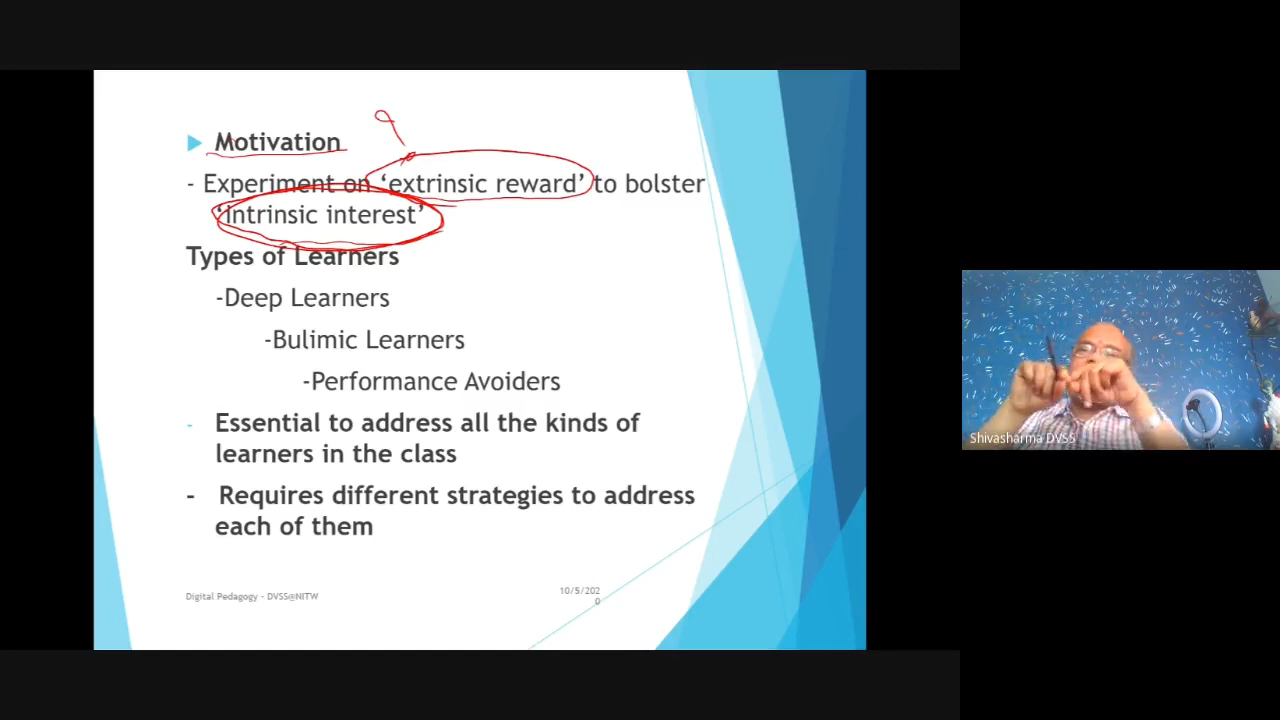 Motivation
- Experiment on ‘extrinsic reward’ to bolster
‘intrinsic interest’
Types of Learners
-Deep Learners
-Bulimic Learners
-Performance Avoiders
- Essential to address all the kinds of
learners in the class
- Requires different strategies to address
each of them
Digital Pedagogy - DVSS@NITW
10/5/202
0
Shivasharma DVSS